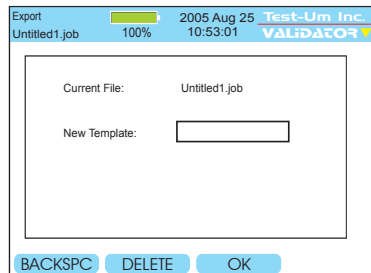 Export 2005 Aug 25 Test-Um Inc.
Untitled1.job 100% 10:53:01 VALIDATOR
Current File: Untitled1.job
New Template:
BACKSPC DELETE OK